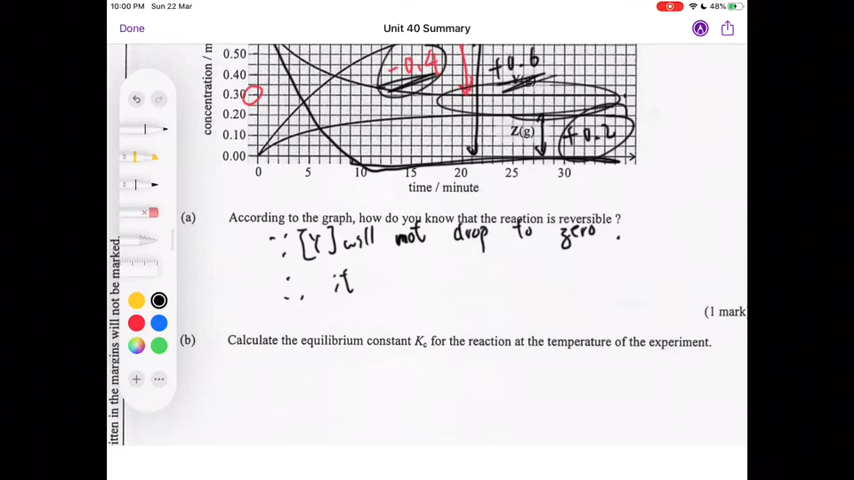 10:00 PM Sun 22 Mar
48%
Done
Unit 40 Summary
concentration / m
0.50
0.40
0.30
0.20
0.10
0.00
-0.4
+0.6
Z(g)
+0.2
0 5 10 15 20 25 30
time / minute
(a) According to the graph, how do you know that the reaction is reversible ?
∵ [Y] will not drop to zero .
∴ it
(1 mark
(b) Calculate the equilibrium constant Kc for the reaction at the temperature of the experiment.
itten in the margins will not be marked.